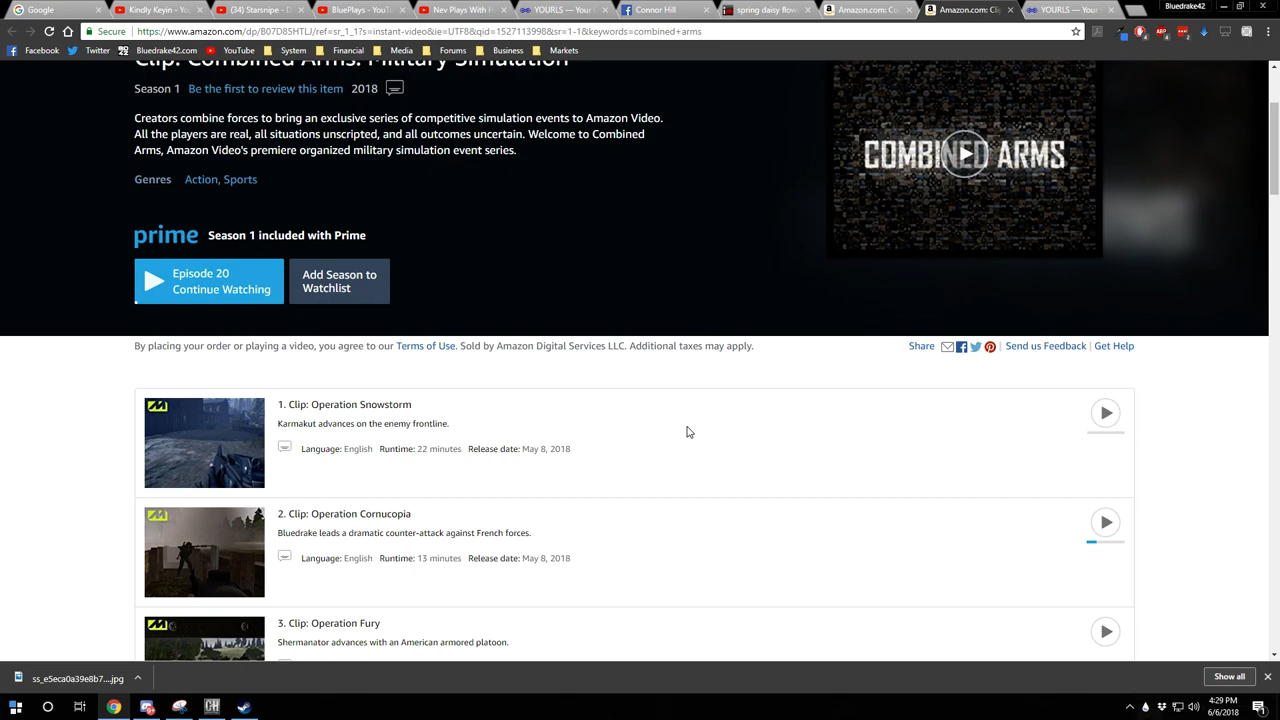 Google
Kindly Keyin - Yo
(34) Starsnipe - D
BluePlays - YouTu
Nev Plays With H
YOURLS — Your
Connor Hill
spring daisy flow
Amazon.com: Co
Amazon.com: Cli
YOURLS — Your
Bluedrake42
Secure
https://www.amazon.com/dp/B07D85HTLJ/ref=sr_1_1?s=instant-video&ie=UTF8&qid=1527113998&sr=1-1&keywords=combined+arms
Facebook Twitter Bluedrake42.com YouTube System Financial Media Forums Business Markets
Clip: Combined Arms: Military Simulation
Season 1 Be the first to review this item 2018
Creators combine forces to bring an exclusive series of competitive simulation events to Amazon Video.
All the players are real, all situations unscripted, and all outcomes uncertain. Welcome to Combined
Arms, Amazon Video's premiere organized military simulation event series.
Genres Action, Sports
COMBINED ARMS
prime Season 1 included with Prime
Episode 20
Continue Watching
Add Season to
Watchlist
By placing your order or playing a video, you agree to our Terms of Use. Sold by Amazon Digital Services LLC. Additional taxes may apply.
Share | Send us Feedback | Get Help
1. Clip: Operation Snowstorm
Karmakut advances on the enemy frontline.
Language: English Runtime: 22 minutes Release date: May 8, 2018
2. Clip: Operation Cornucopia
Bluedrake leads a dramatic counter-attack against French forces.
Language: English Runtime: 13 minutes Release date: May 8, 2018
3. Clip: Operation Fury
Shermanator advances with an American armored platoon.
ss_e5eca0a39e8b7....jpg
Show all
4:29 PM
6/6/2018